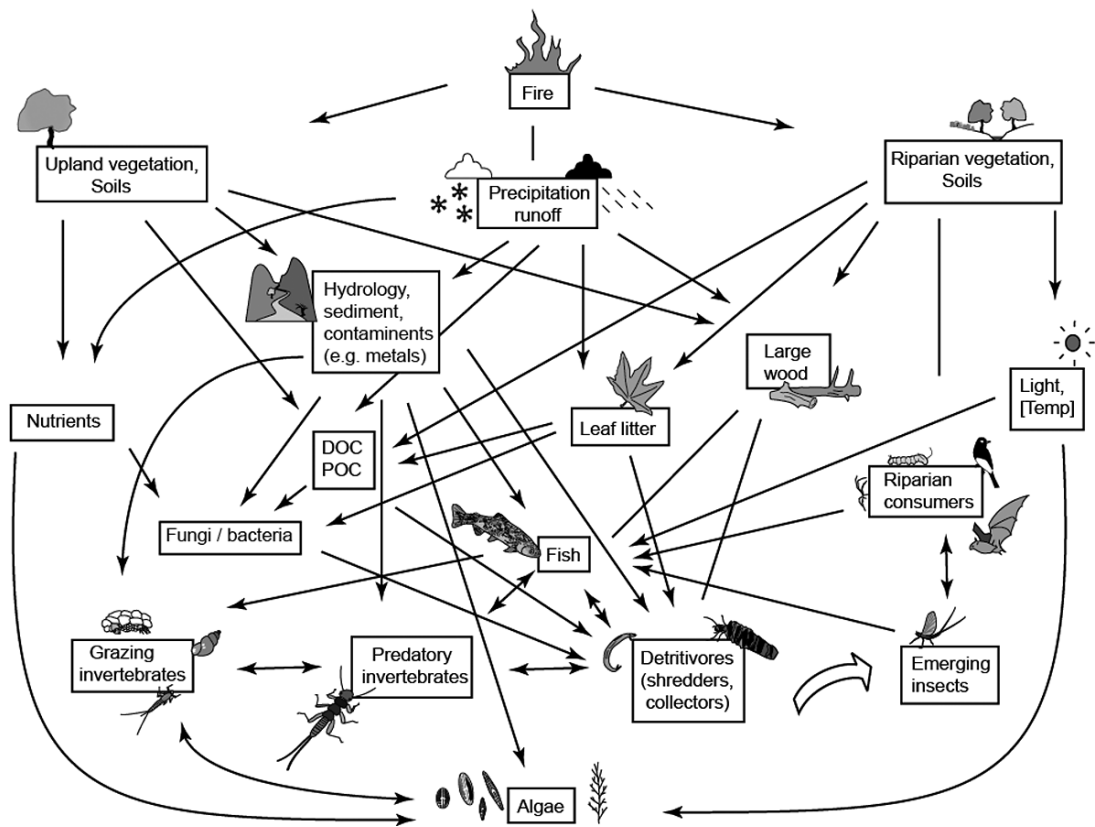 Fire
Upland vegetation,
Soils
Precipitation
runoff
Riparian vegetation,
Soils
Hydrology,
sediment,
contaminents
(e.g. metals)
Large
wood
Light,
[Temp]
Nutrients
DOC
POC
Leaf litter
Riparian
consumers
Fungi / bacteria
Fish
Grazing
invertebrates
Predatory
invertebrates
Detritivores
(shredders,
collectors)
Emerging
insects
Algae